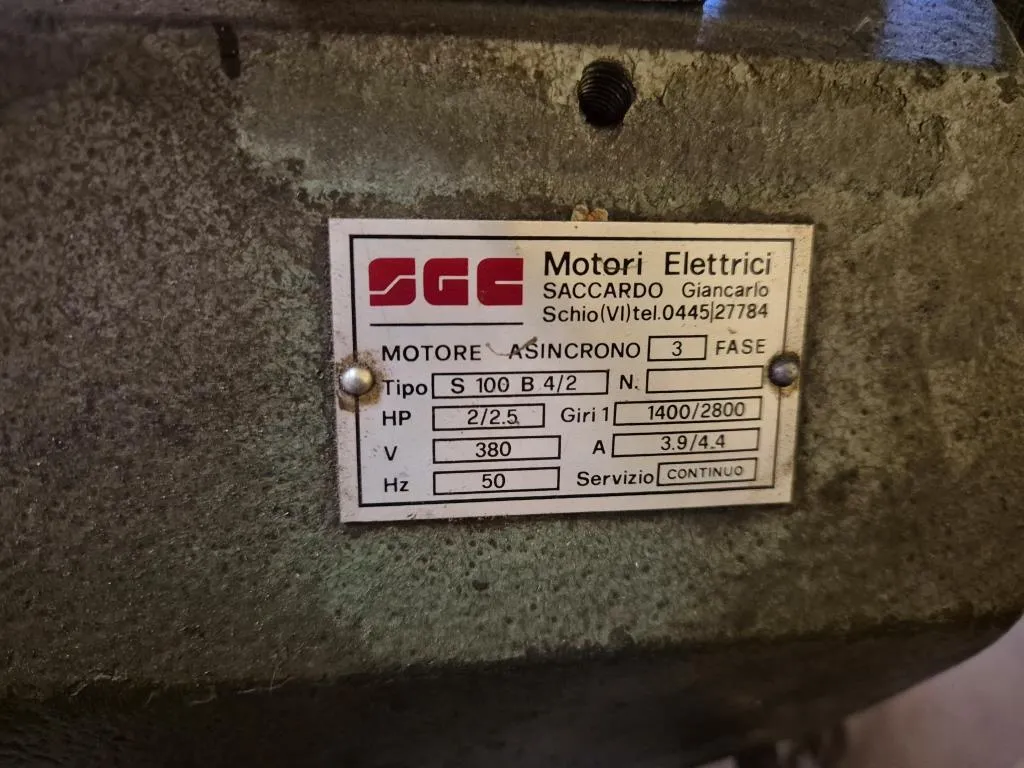 SGC
Motori Elettrici
SACCARDO Giancarlo
Schio(VI)tel.0445|27784
MOTORE ASINCRONO 3 FASE
Tipo S 100 B 4/2 N.
HP 2/2.5 Giri 1 1400/2800
V 380 A 3.9/4.4
Hz 50 Servizio CONTINUO